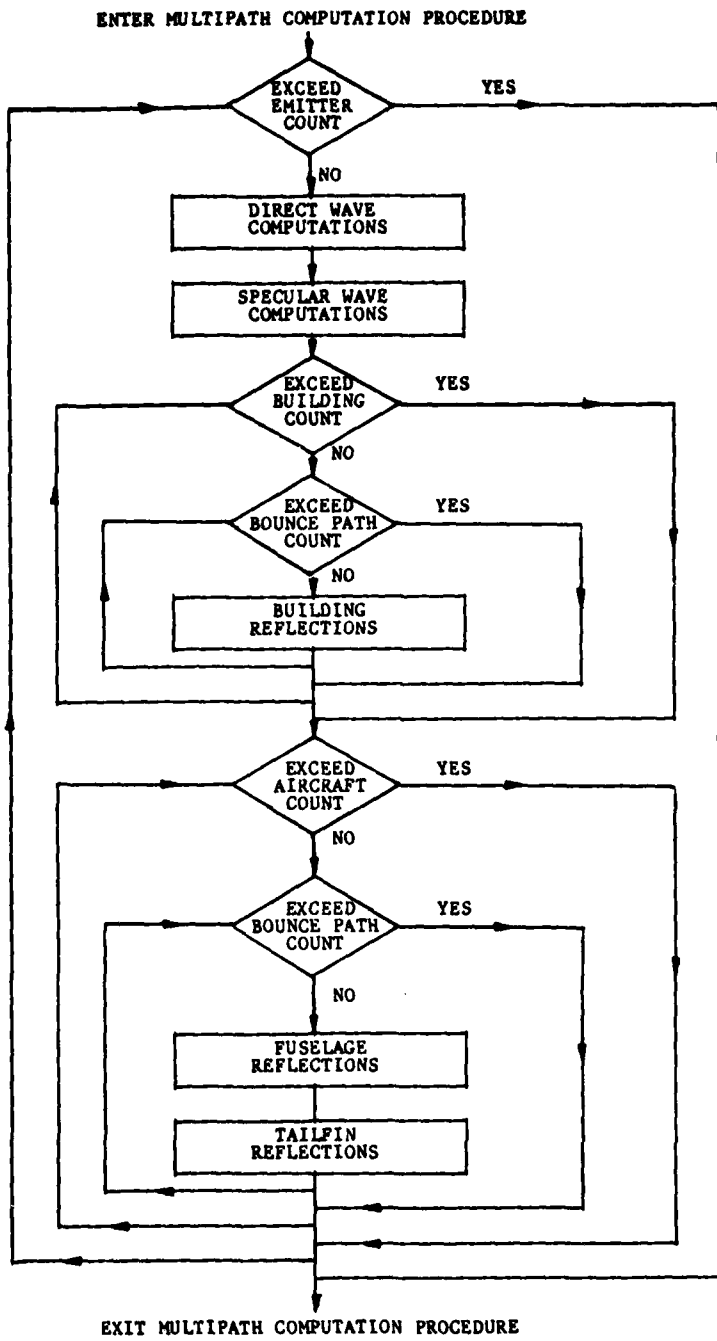 ENTER MULTIPATH COMPUTATION PROCEDURE
EXCEED
EMITTER
COUNT
YES
NO
DIRECT WAVE
COMPUTATIONS
SPECULAR WAVE
COMPUTATIONS
EXCEED
BUILDING
COUNT
YES
NO
EXCEED
BOUNCE PATH
COUNT
YES
NO
BUILDING
REFLECTIONS
EXCEED
AIRCRAFT
COUNT
YES
NO
EXCEED
BOUNCE PATH
COUNT
YES
NO
FUSELAGE
REFLECTIONS
TAILFIN
REFLECTIONS
EXIT MULTIPATH COMPUTATION PROCEDURE